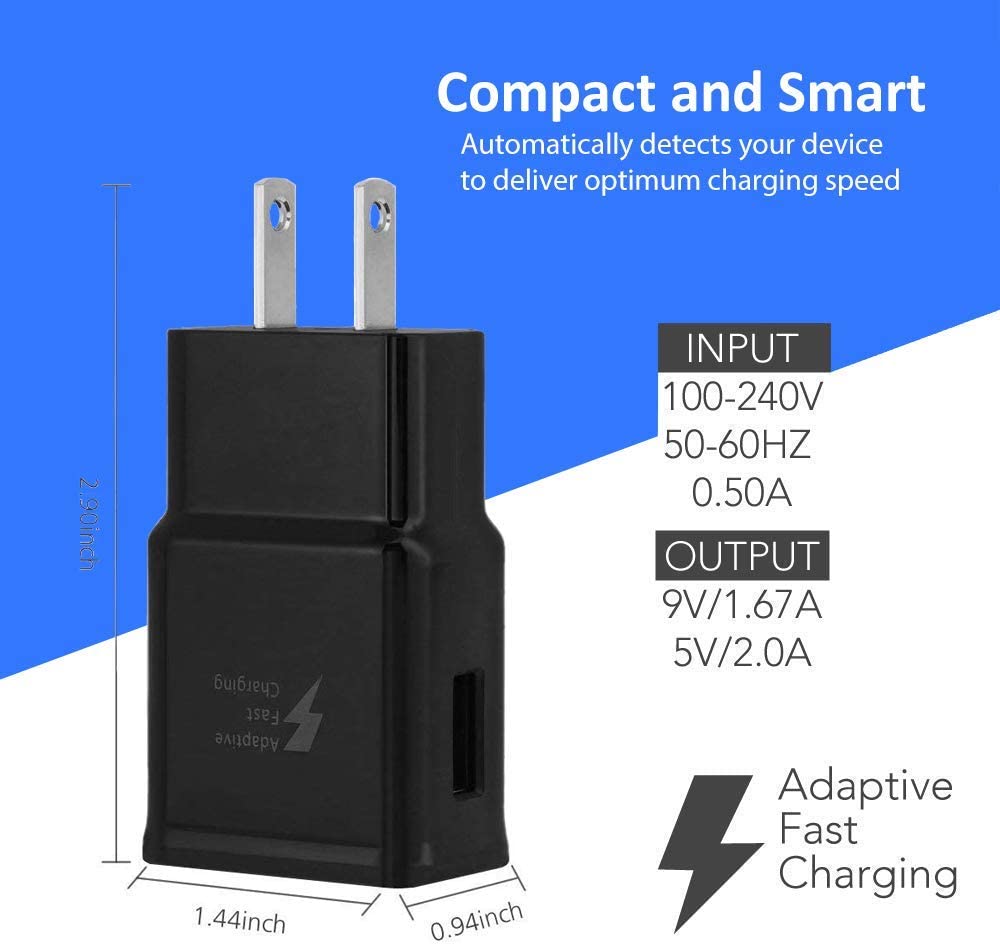 Compact and Smart
Automatically detects your device
to deliver optimum charging speed
INPUT
100-240V
50-60HZ
0.50A
OUTPUT
9V/1.67A
5V/2.0A
2.90inch
Adaptive
Fast
Charging
1.44inch
0.94inch
Adaptive
Fast
Charging